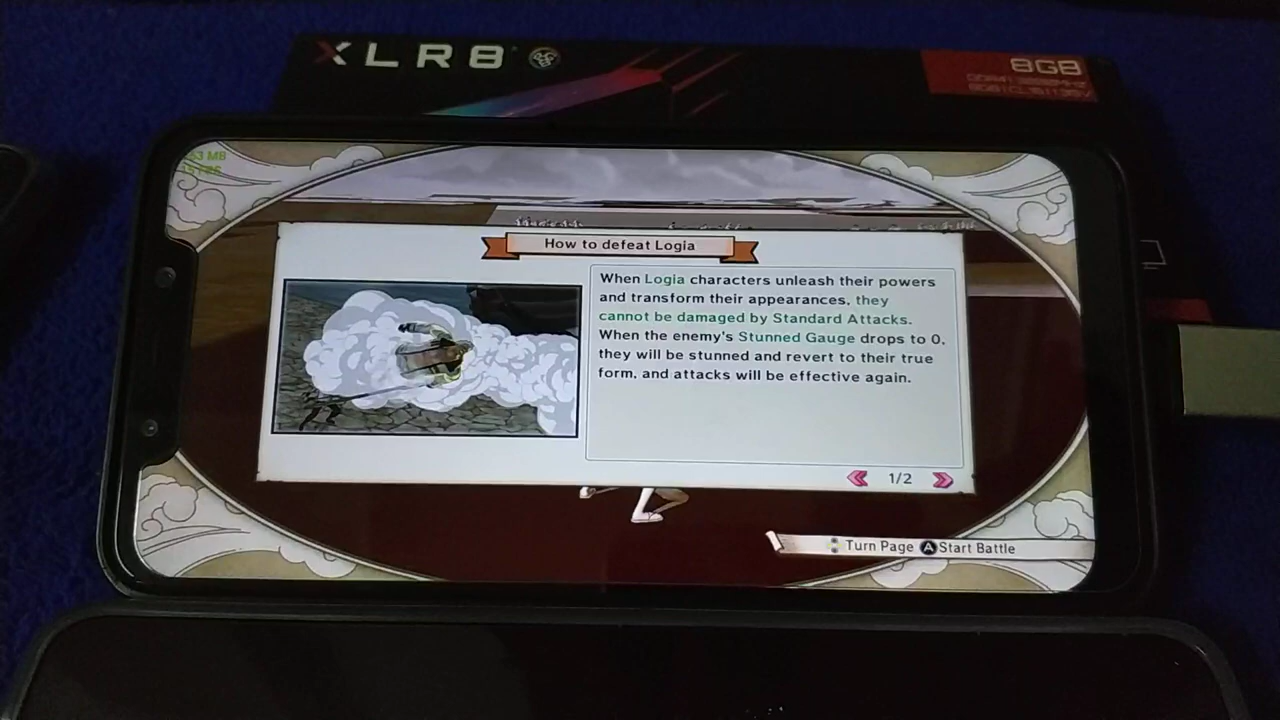 XLR8
8GB
How to defeat Logia
When Logia characters unleash their powers
and transform their appearances, they
cannot be damaged by Standard Attacks.
When the enemy's Stunned Gauge drops to 0,
they will be stunned and revert to their true
form, and attacks will be effective again.
1/2
Turn Page A Start Battle